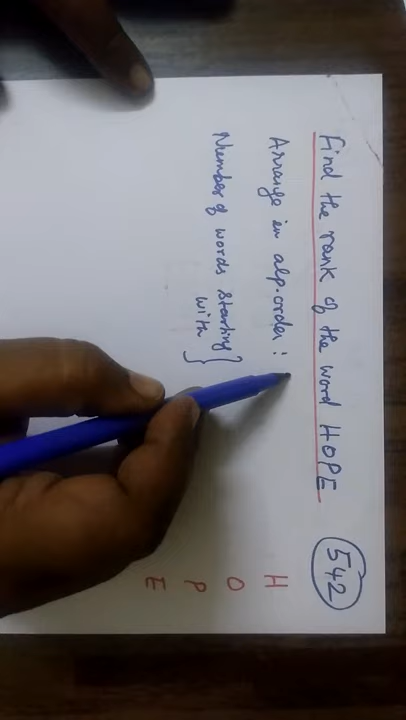 Find the rank of the word HOPE
542
Arrange in alp.order :
Number of words starting
with }
H
O
P
E